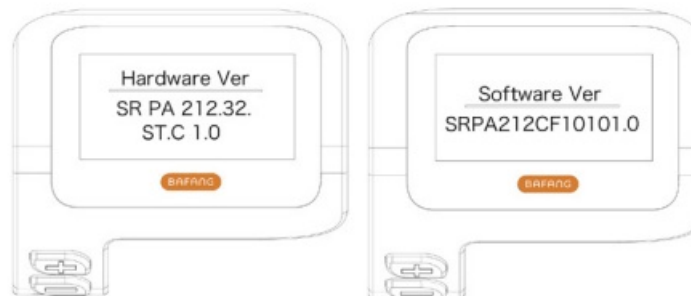 Hardware Ver
SR PA 212.32.
ST.C 1.0
BAFANG
Software Ver
SRPA212CF10101.0
BAFANG